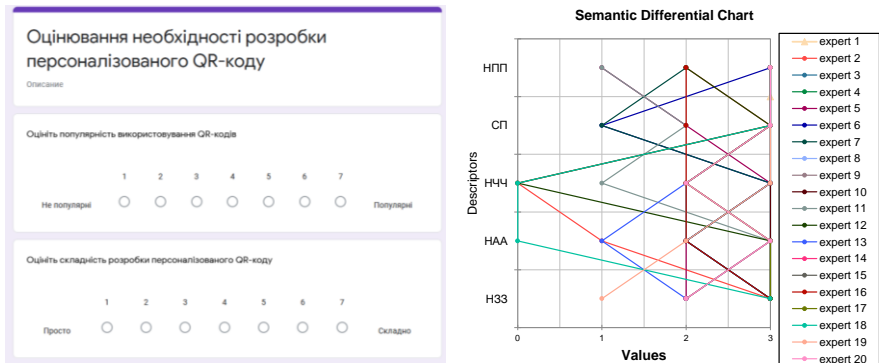 Оцінювання необхідності розробки
персоналізованого QR-коду
Описание
Оцініть популярність використовування QR-кодів
1 2 3 4 5 6 7
Не популярні Популярні
Оцініть складність розробки персоналізованого QR-коду
1 2 3 4 5 6 7
Просто Складно
Semantic Differential Chart
Descriptors
НПП
СП
НЧЧ
НАА
НЗЗ
0 1 2 3
Values
expert 1
expert 2
expert 3
expert 4
expert 5
expert 6
expert 7
expert 8
expert 9
expert 10
expert 11
expert 12
expert 13
expert 14
expert 15
expert 16
expert 17
expert 18
expert 19
expert 20